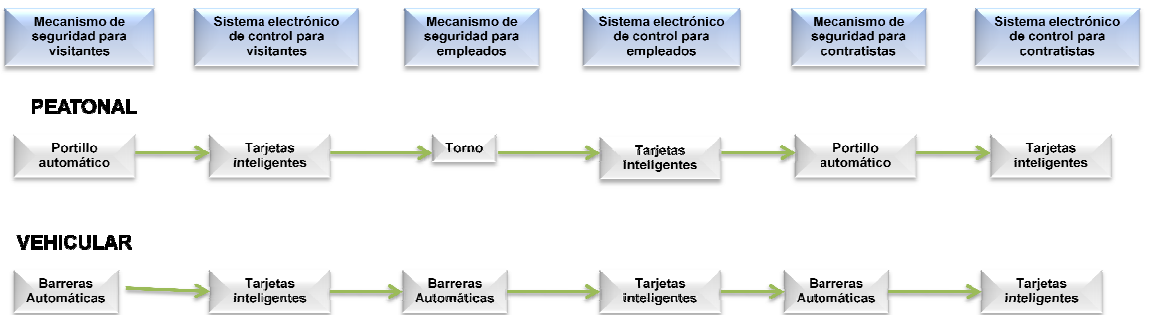 Mecanismo de
seguridad para
visitantes
Sistema electrónico
de control para
visitantes
Mecanismo de
seguridad para
empleados
Sistema electrónico
de control para
empleados
Mecanismo de
seguridad para
contratistas
Sistema electrónico
de control para
contratistas
PEATONAL
Portillo
automático
Tarjetas
inteligentes
Torno
Tarjetas
inteligentes
Portillo
automático
Tarjetas
inteligentes
VEHICULAR
Barreras
Automáticas
Tarjetas
inteligentes
Barreras
Automáticas
Tarjetas
inteligentes
Barreras
Automáticas
Tarjetas
inteligentes